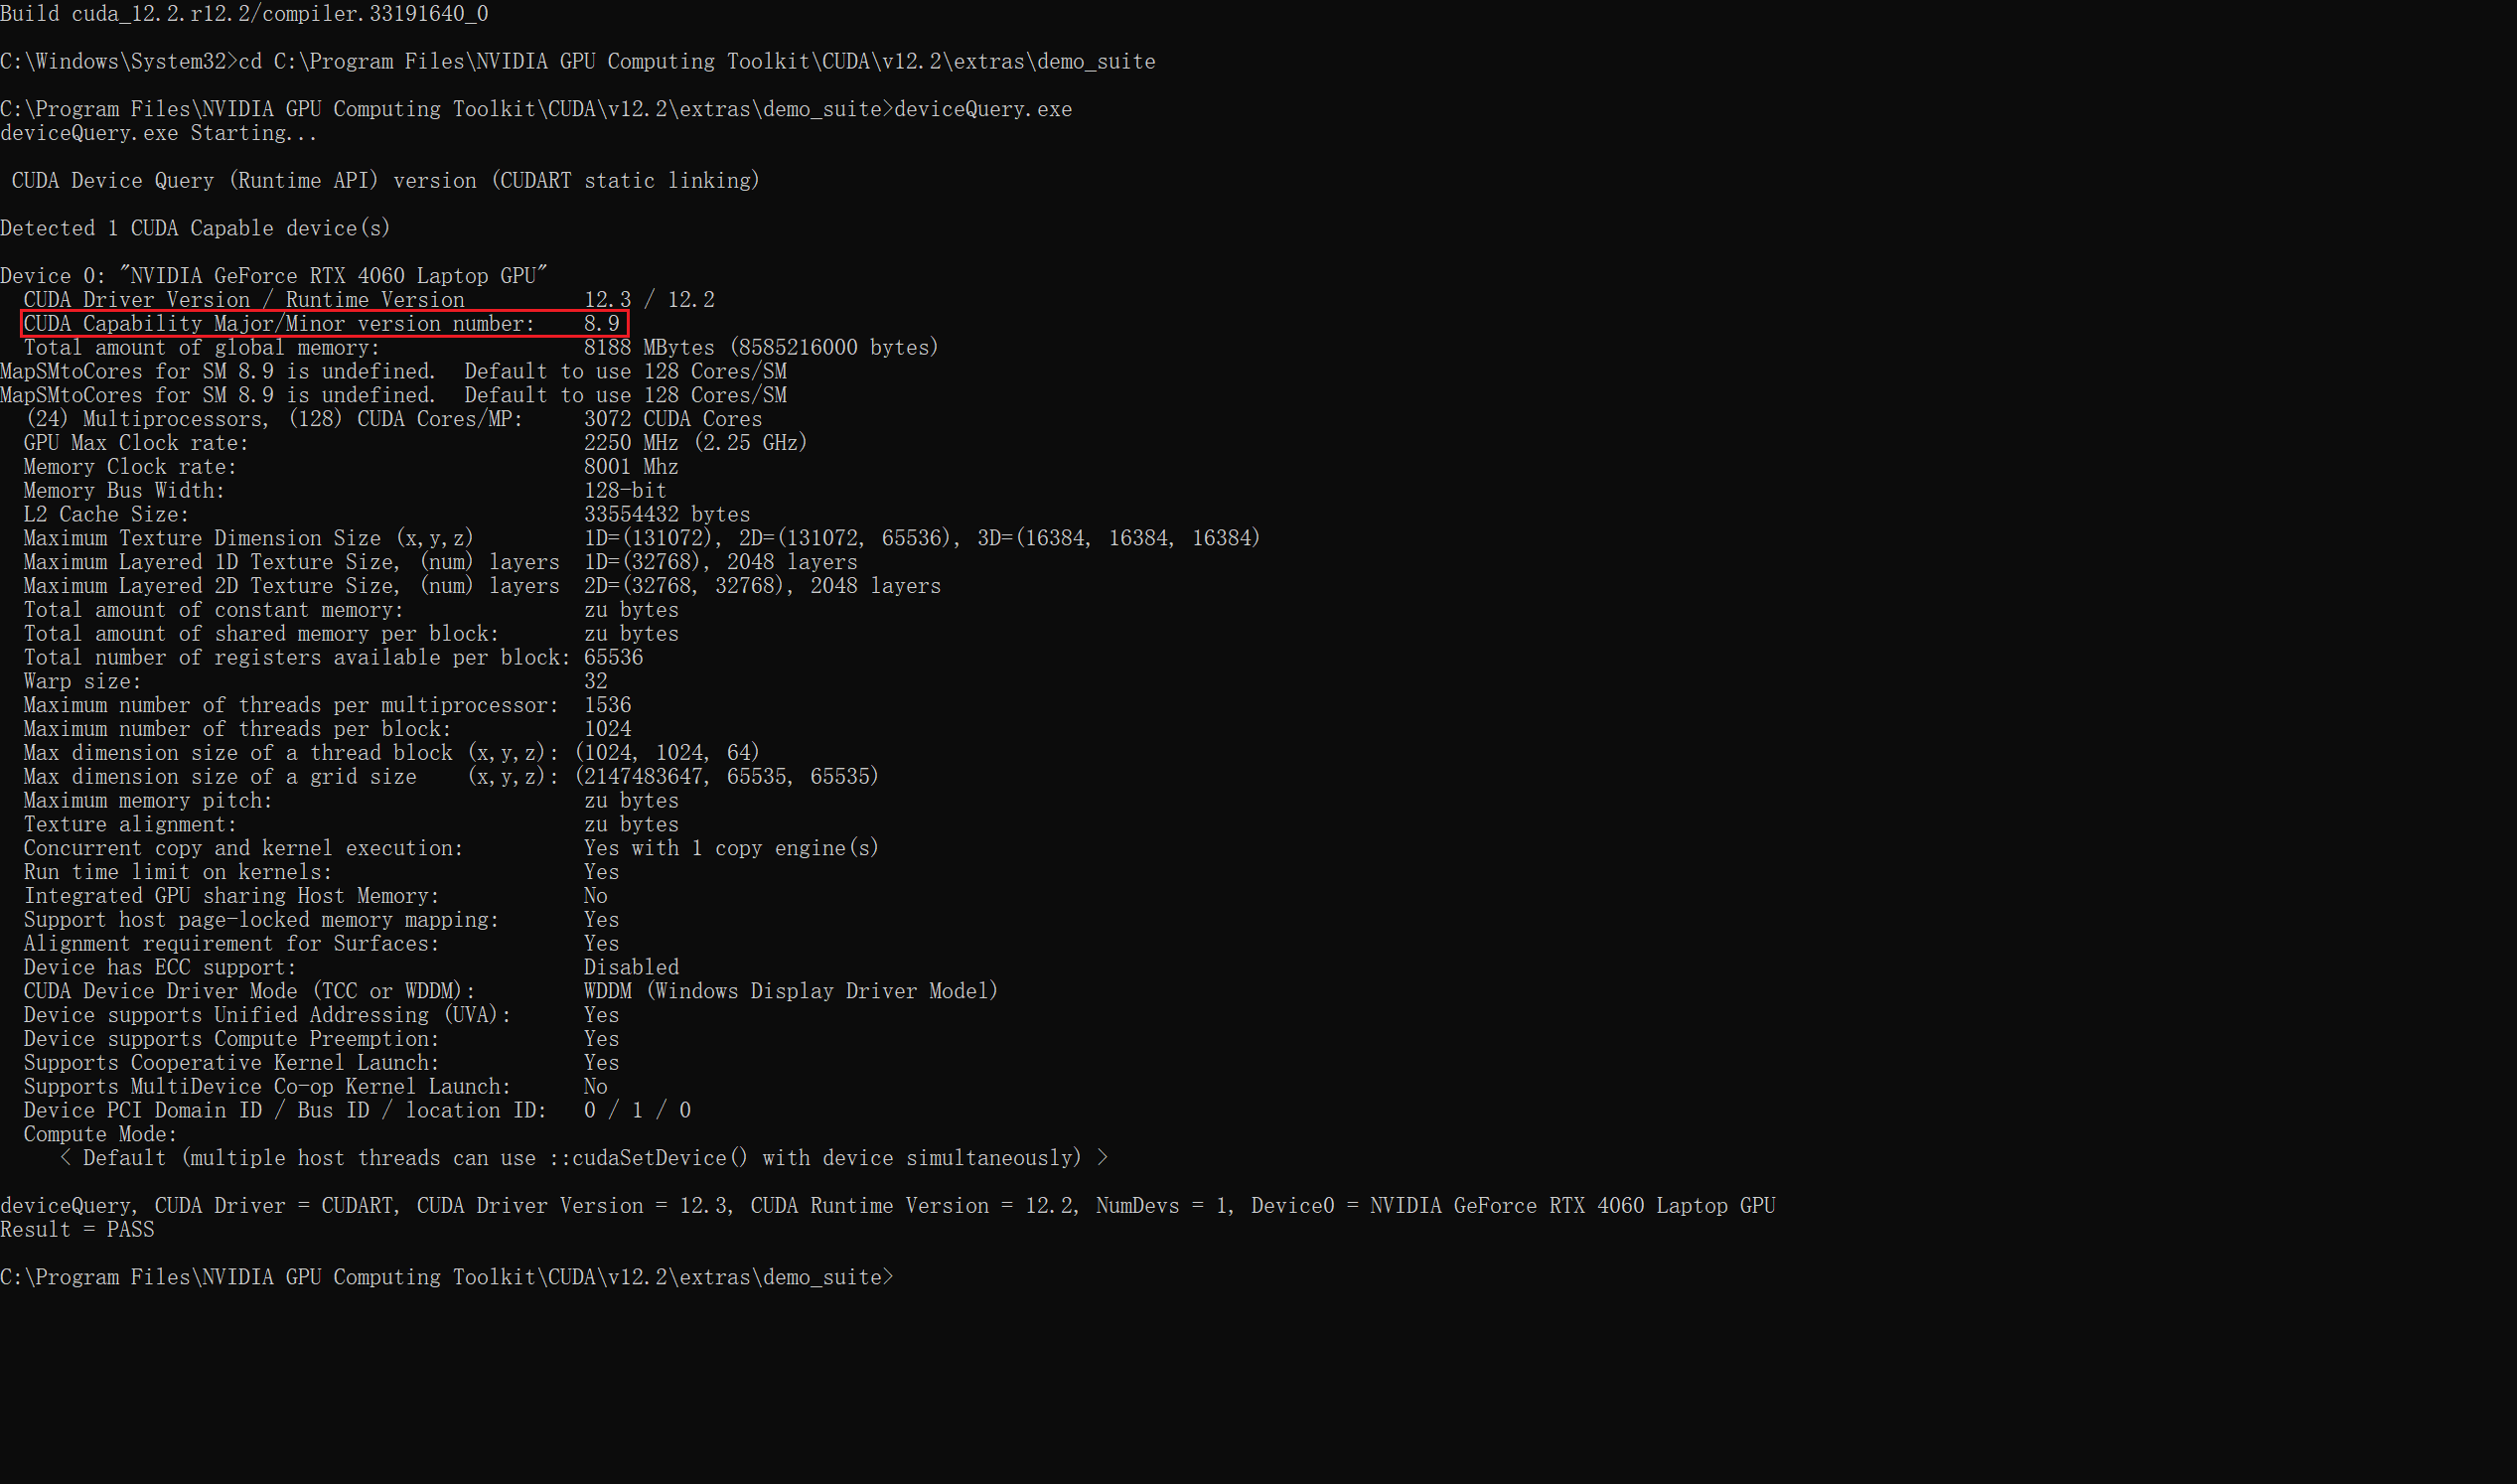 Build cuda_12.2.r12.2/compiler.33191640_0
C:\Windows\System32>cd C:\Program Files\NVIDIA GPU Computing Toolkit\CUDA\v12.2\extras\demo_suite
C:\Program Files\NVIDIA GPU Computing Toolkit\CUDA\v12.2\extras\demo_suite>deviceQuery.exe
deviceQuery.exe Starting...
CUDA Device Query (Runtime API) version (CUDART static linking)
Detected 1 CUDA Capable device(s)
Device 0: "NVIDIA GeForce RTX 4060 Laptop GPU"
CUDA Driver Version / Runtime Version 12.3 / 12.2
CUDA Capability Major/Minor version number: 8.9
Total amount of global memory: 8188 MBytes (8585216000 bytes)
MapSMtoCores for SM 8.9 is undefined. Default to use 128 Cores/SM
MapSMtoCores for SM 8.9 is undefined. Default to use 128 Cores/SM
(24) Multiprocessors, (128) CUDA Cores/MP: 3072 CUDA Cores
GPU Max Clock rate: 2250 MHz (2.25 GHz)
Memory Clock rate: 8001 Mhz
Memory Bus Width: 128-bit
L2 Cache Size: 33554432 bytes
Maximum Texture Dimension Size (x,y,z) 1D=(131072), 2D=(131072, 65536), 3D=(16384, 16384, 16384)
Maximum Layered 1D Texture Size, (num) layers 1D=(32768), 2048 layers
Maximum Layered 2D Texture Size, (num) layers 2D=(32768, 32768), 2048 layers
Total amount of constant memory: zu bytes
Total amount of shared memory per block: zu bytes
Total number of registers available per block: 65536
Warp size: 32
Maximum number of threads per multiprocessor: 1536
Maximum number of threads per block: 1024
Max dimension size of a thread block (x,y,z): (1024, 1024, 64)
Max dimension size of a grid size (x,y,z): (2147483647, 65535, 65535)
Maximum memory pitch: zu bytes
Texture alignment: zu bytes
Concurrent copy and kernel execution: Yes with 1 copy engine(s)
Run time limit on kernels: Yes
Integrated GPU sharing Host Memory: No
Support host page-locked memory mapping: Yes
Alignment requirement for Surfaces: Yes
Device has ECC support: Disabled
CUDA Device Driver Mode (TCC or WDDM): WDDM (Windows Display Driver Model)
Device supports Unified Addressing (UVA): Yes
Device supports Compute Preemption: Yes
Supports Cooperative Kernel Launch: Yes
Supports MultiDevice Co-op Kernel Launch: No
Device PCI Domain ID / Bus ID / location ID: 0 / 1 / 0
Compute Mode:
< Default (multiple host threads can use ::cudaSetDevice() with device simultaneously) >
deviceQuery, CUDA Driver = CUDART, CUDA Driver Version = 12.3, CUDA Runtime Version = 12.2, NumDevs = 1, Device0 = NVIDIA GeForce RTX 4060 Laptop GPU
Result = PASS
C:\Program Files\NVIDIA GPU Computing Toolkit\CUDA\v12.2\extras\demo_suite>